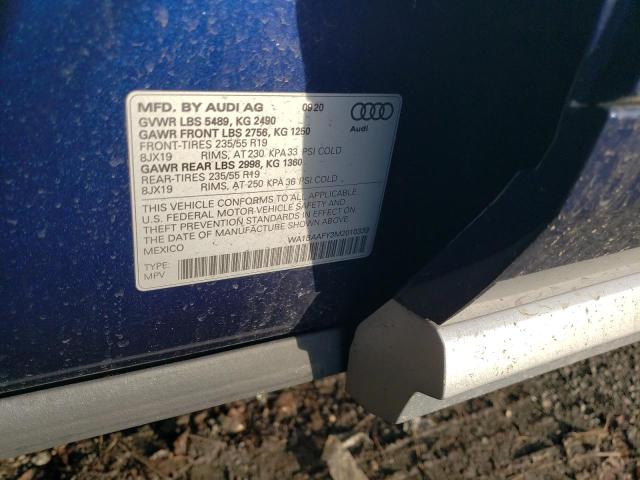 MFD. BY AUDI AG 09 20
GVWR LBS 5489, KG 2490
GAWR FRONT LBS 2756, KG 1250
FRONT-TIRES 235/55 R19
8JX19 RIMS, AT 230 KPA 33 PSI COLD
GAWR REAR LBS 2998, KG 1360
REAR-TIRES 235/55 R19
8JX19 RIMS, AT 250 KPA 36 PSI COLD
Audi
THIS VEHICLE CONFORMS TO ALL APPLICABLE
U.S. FEDERAL MOTOR-VEHICLE SAFETY AND
THEFT PREVENTION STANDARDS IN EFFECT ON
THE DATE OF MANUFACTURE SHOWN ABOVE.
MEXICO
TYPE:
MPV